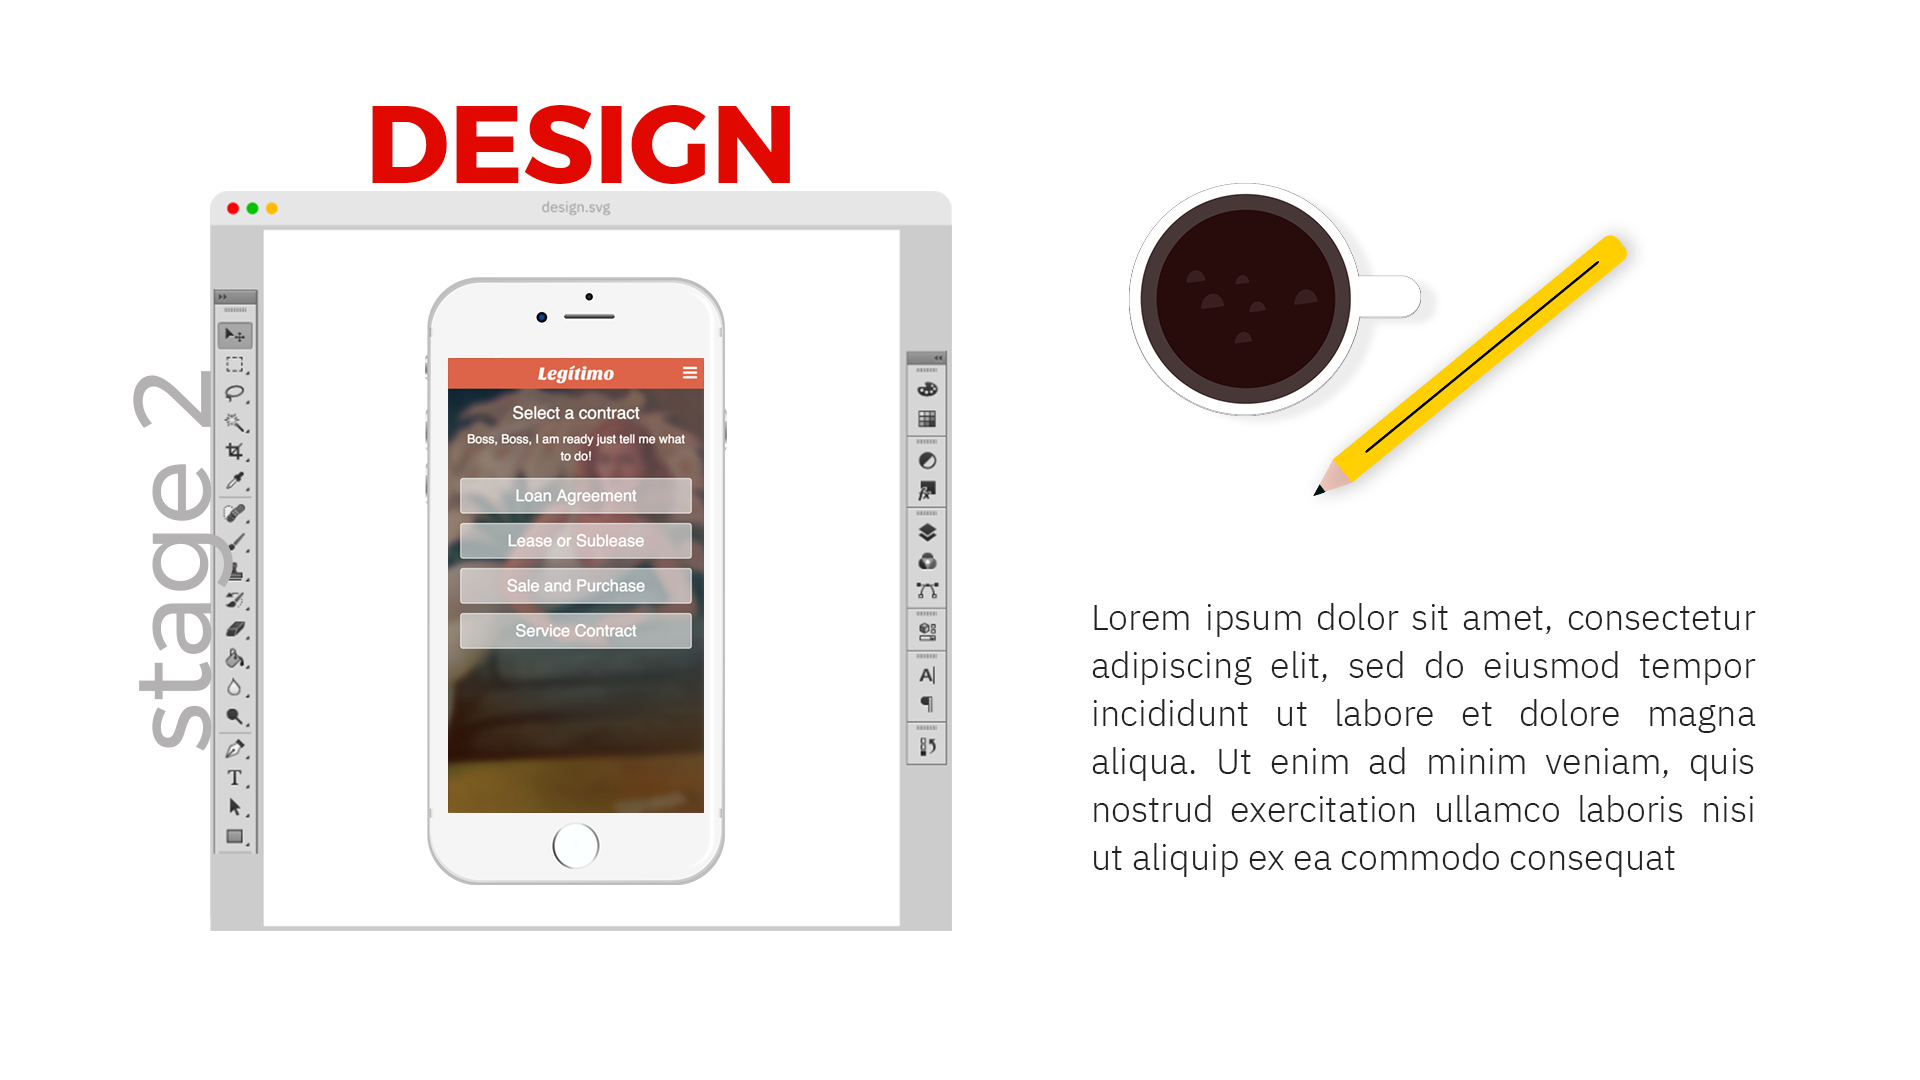 DESIGN
design.svg
stage 2
Legítimo
Select a contract
Boss, Boss, I am ready just tell me what
to do!
Loan Agreement
Lease or Sublease
Sale and Purchase
Service Contract
Lorem ipsum dolor sit amet, consectetur
adipiscing elit, sed do eiusmod tempor
incididunt ut labore et dolore magna
aliqua. Ut enim ad minim veniam, quis
nostrud exercitation ullamco laboris nisi
ut aliquip ex ea commodo consequat